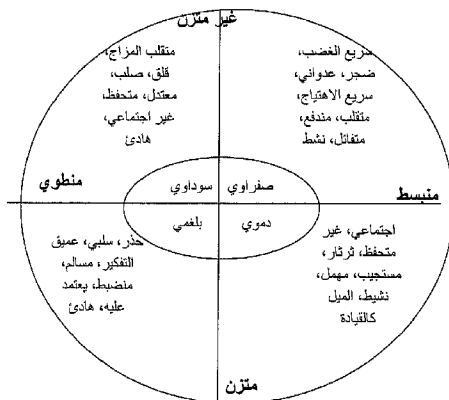 غير متزن
سريع الغضب،
ضجر، عدواني،
سريع الاهتياج،
متقلب، مندفع،
متفائل، نشط
متقلب المزاج،
قلق، صلب،
معتدل، متحفظ،
غير اجتماعي،
هادئ
منبسط
منطوي
صفراوي
سوداوي
دموي
بلغمي
اجتماعي، غير
متحفظ، ثرثار،
مستجيب، مهمل،
نشيط، الميل
كالقيادة
حذر، سلبي، عميق
التفكير، مسالم،
منضبط، يعتمد
عليه، هادئ
متزن